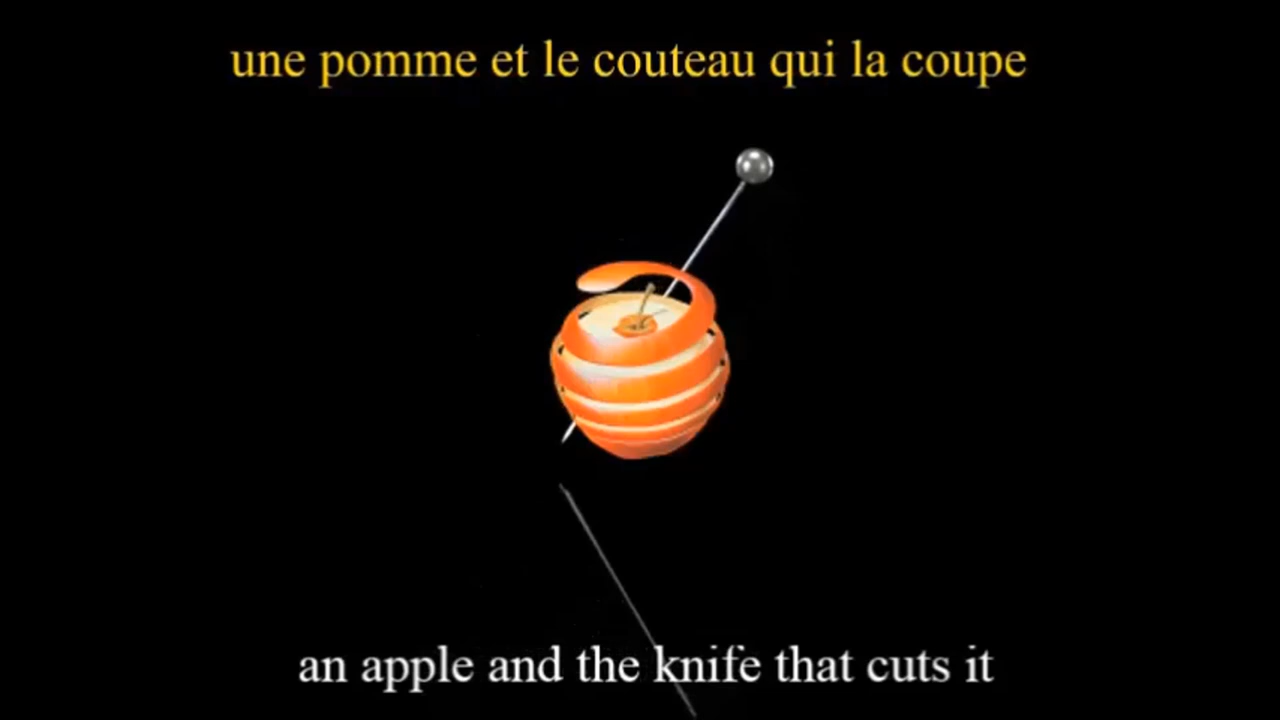 une pomme et le couteau qui la coupe
an apple and the knife that cuts it